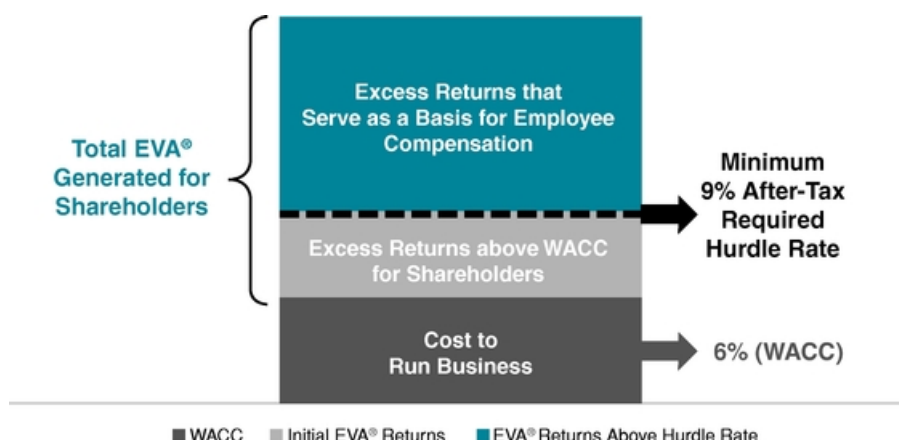 Excess Returns that
Serve as a Basis for Employee
Compensation
Total EVA®
Generated for
Shareholders
Minimum
9% After-Tax
Required
Hurdle Rate
Excess Returns above WACC
for Shareholders
Cost to
Run Business
6% (WACC)
WACC Initial EVA® Returns EVA® Returns Above Hurdle Rate